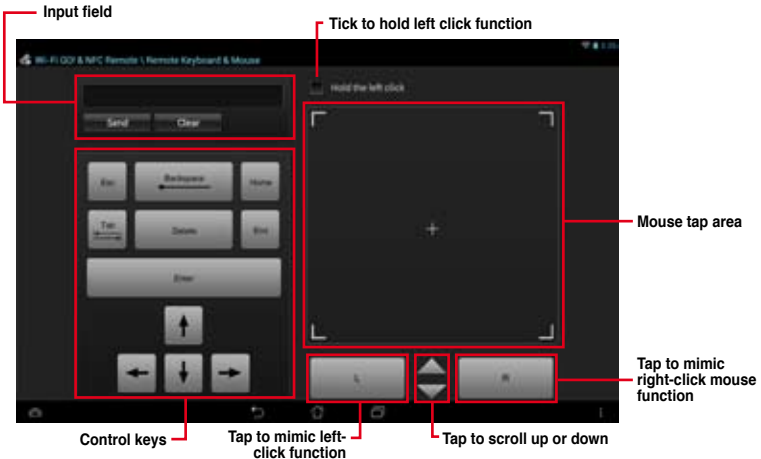 Input field
Tick to hold left click function
Wi-Fi GO! & NFC Remote \ Remote Keyboard & Mouse
Hold the left click
Send Clear
Esc Backspace Home
Tab Delete End
Enter
Mouse tap area
L R
Tap to mimic
right-click mouse
function
Control keys
Tap to mimic left-
click function
Tap to scroll up or down